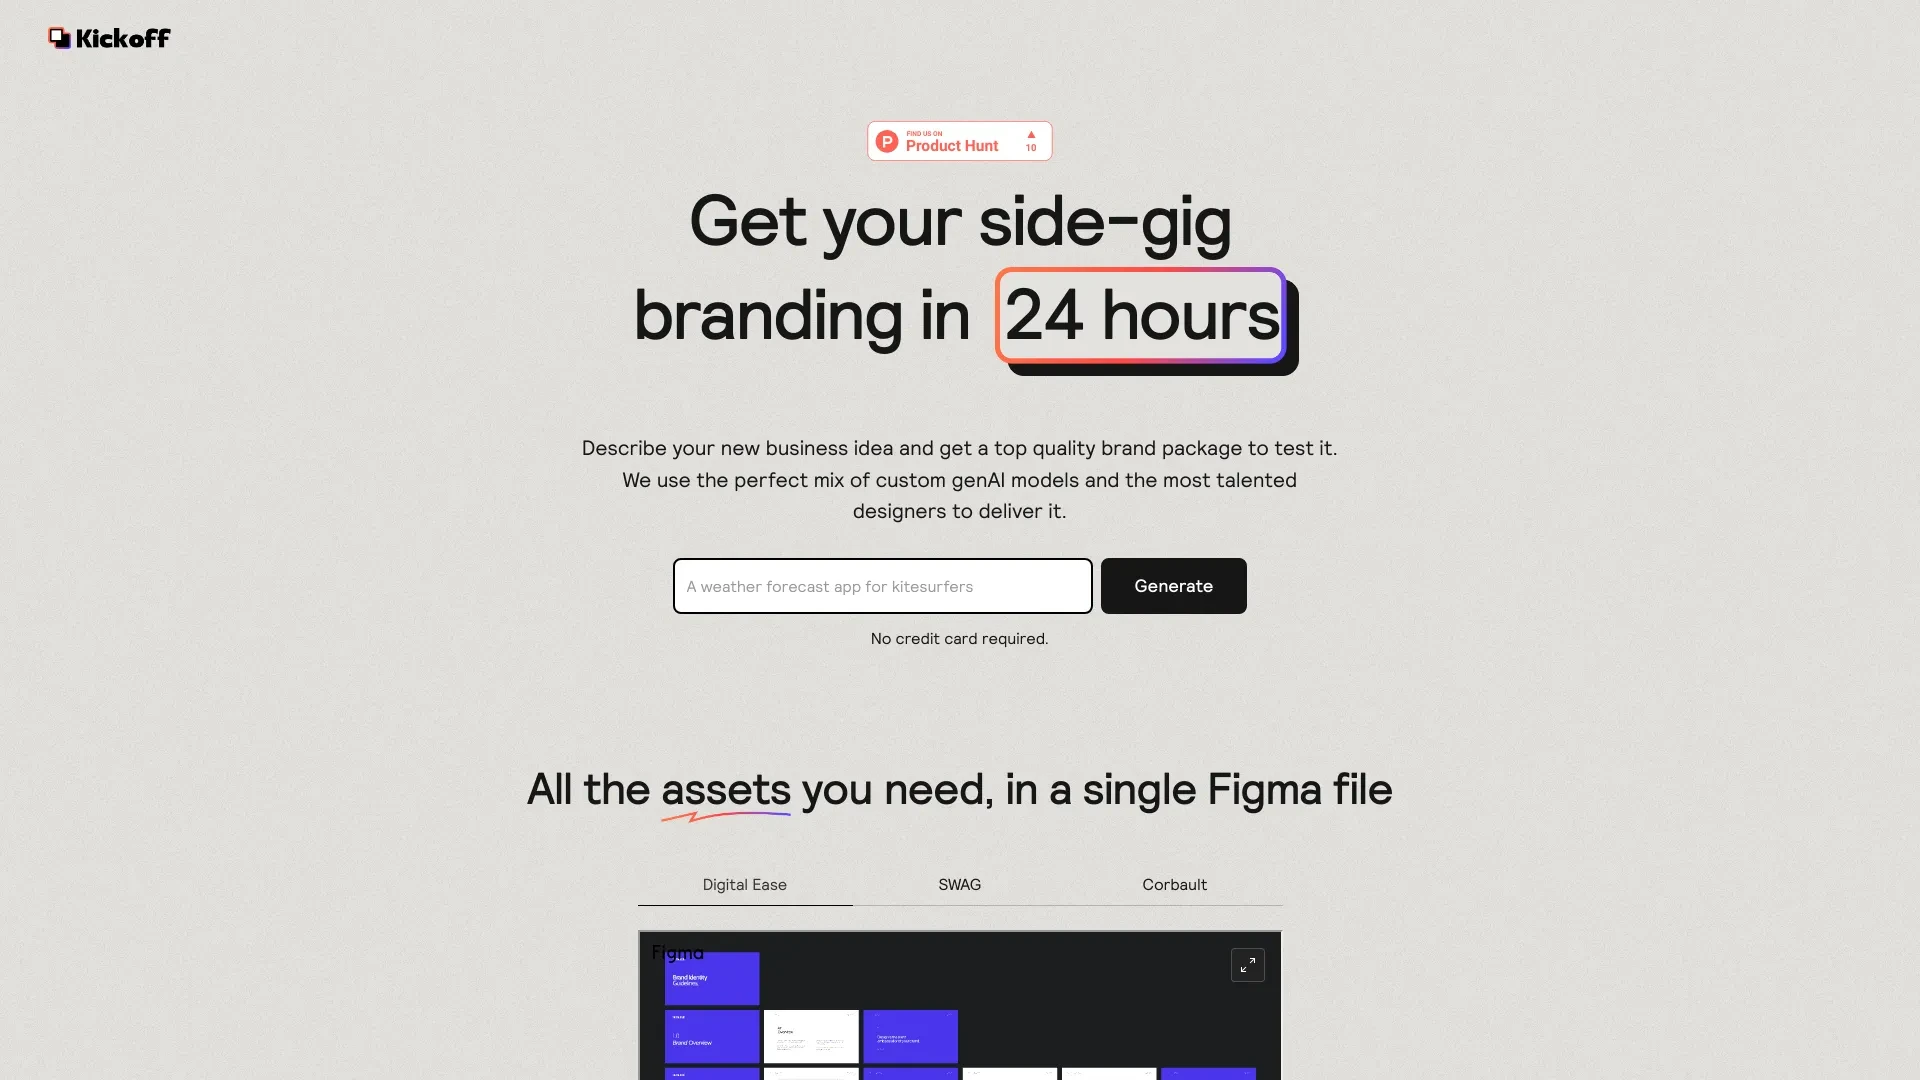 Kickoff
FIND US ON
Product Hunt
10
Get your side-gig
branding in 24 hours
Describe your new business idea and get a top quality brand package to test it.
We use the perfect mix of custom genAI models and the most talented
designers to deliver it.
A weather forecast app for kitesurfers
Generate
No credit card required.
All the assets you need, in a single Figma file
Digital Ease
SWAG
Corbault
Figma
Brand Identity
Guidelines
Brand Overview
Overview